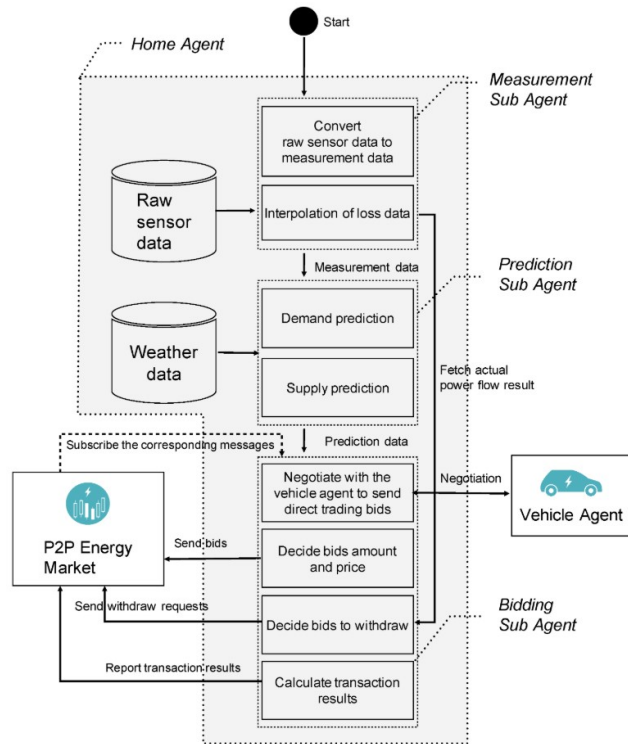 Start
Home Agent
Measurement
Sub Agent
Convert
raw sensor data to
measurement data
Raw
sensor
data
Interpolation of loss data
Measurement data
Prediction
Sub Agent
Demand prediction
Weather
data
Supply prediction
Fetch actual
power flow result
Prediction data
Subscribe the corresponding messages
Negotiate with the
vehicle agent to send
direct trading bids
Negotiation
Vehicle Agent
P2P Energy
Market
Send bids
Decide bids amount
and price
Send withdraw requests
Decide bids to withdraw
Bidding
Sub Agent
Report transaction results
Calculate transaction
results